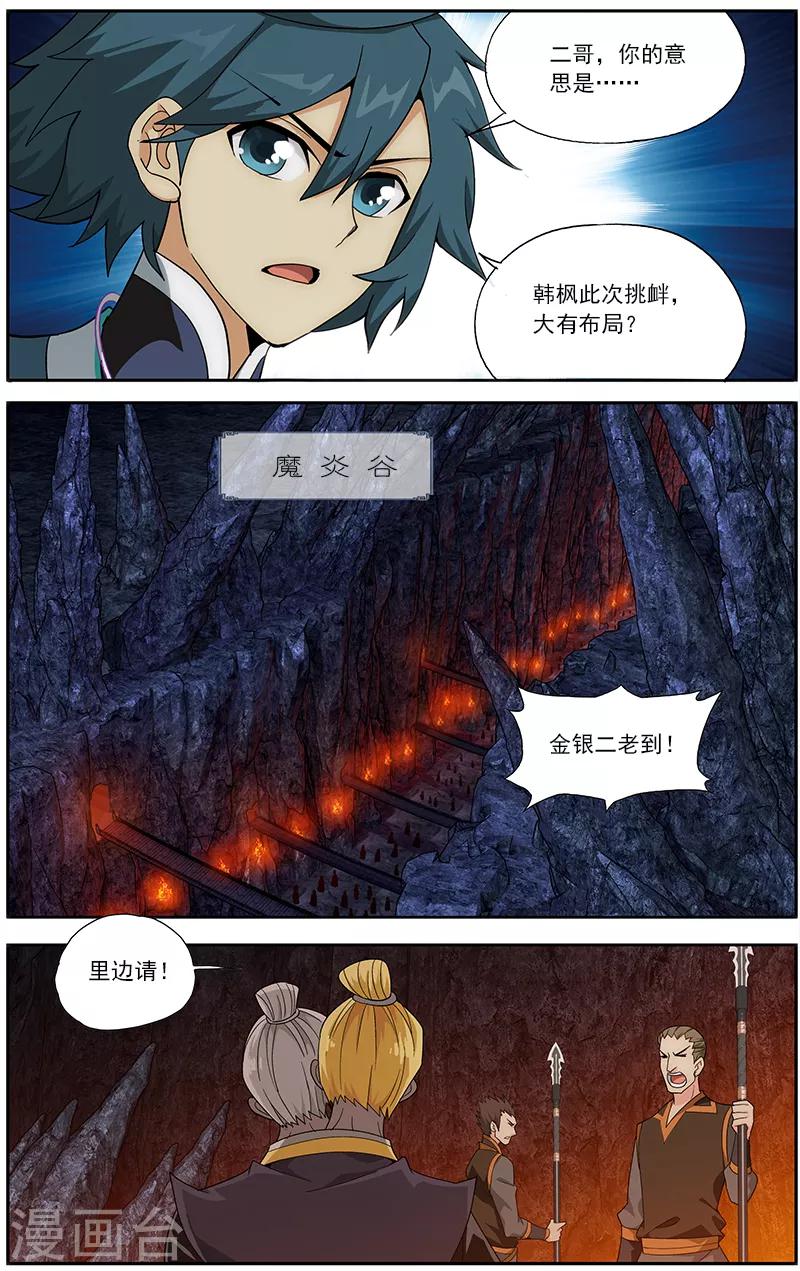 二哥，你的意
思是……
韩枫此次挑衅，
大有布局？
魔炎谷
金银二老到！
里边请！
漫画台